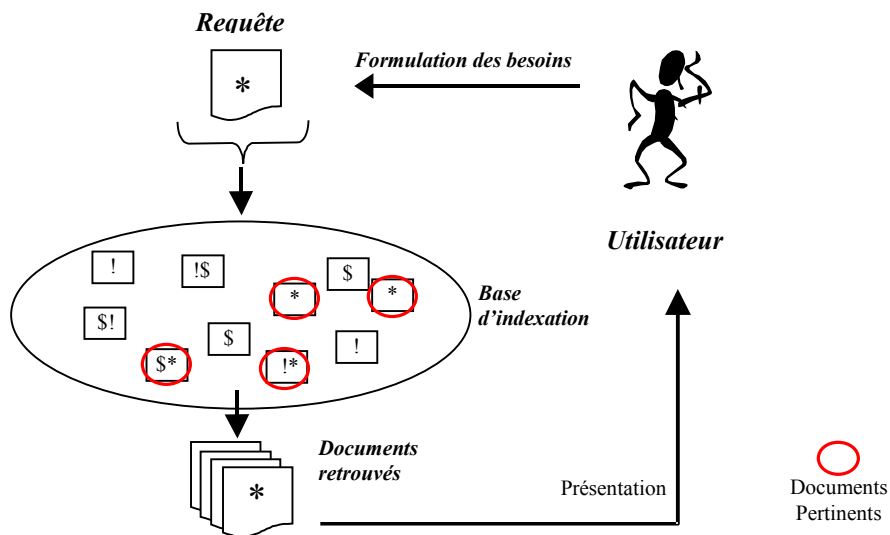 Requête
Formulation des besoins
*
Utilisateur
!
!$
$
*
*
Base
d’indexation
$!
$
!
$*
!*
Documents
retrouvés
*
Présentation
Documents
Pertinents